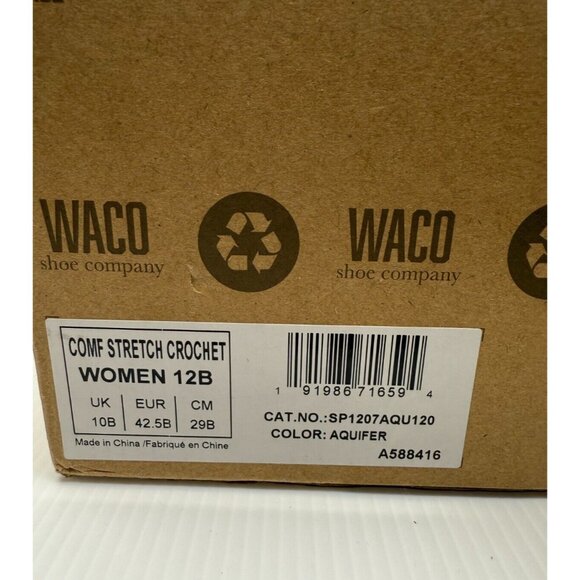 WACO
shoe company
WACO
shoe company
COMF STRETCH CROCHET
WOMEN 12B
UK EUR CM
10B 42.5B 29B
Made in China /Fabriqué en Chine
1 91986 71659 4
CAT.NO.:SP1207AQU120
COLOR: AQUIFER
A588416